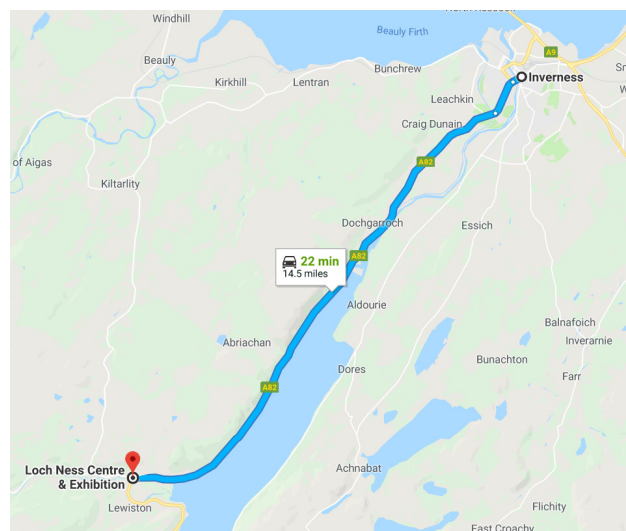 Windhill
Beauly Firth
A9
Beauly
Bunchrew
Inverness
Kirkhill
Lentran
Leachkin
Craig Dunain
of Aigas
A82
Kiltarlity
Dochgarroch
Essich
A82
22 min
14.5 miles
Aldourie
Balnafoich
Abriachan
Inverarnie
Bunachton
Dores
Farr
A82
Achnabat
Loch Ness Centre
& Exhibition
Lewiston
Flichity
East Croachy